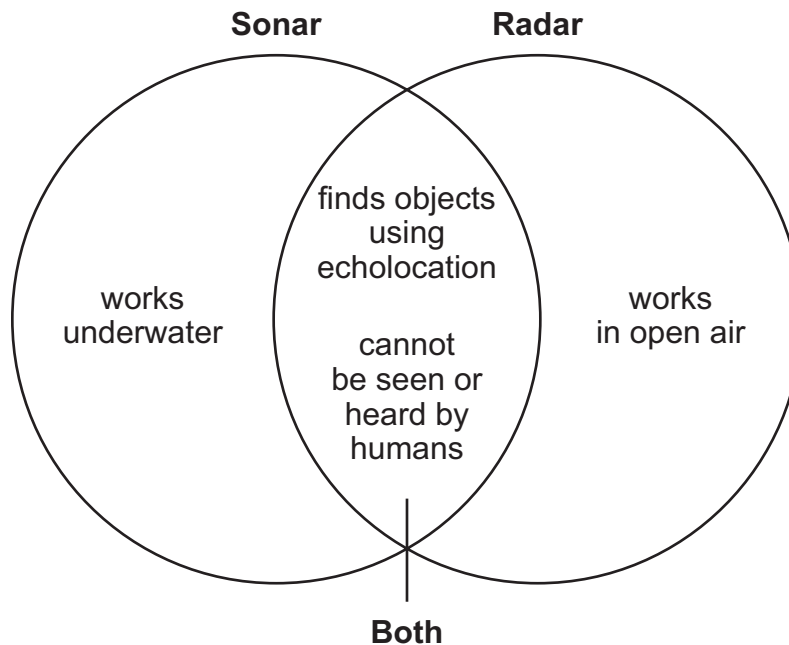 Sonar
Radar
works
underwater
finds objects
using
echolocation
cannot
be seen or
heard by
humans
works
in open air
Both